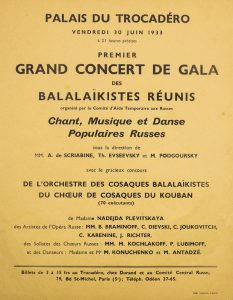 PALAIS DU TROCADÉRO
VENDREDI 30 JUIN 1933
à 21 heures précises
PREMIER
GRAND CONCERT DE GALA
DES
BALALAÏKISTES RÉUNIS
organisé par le Comité d'Aide Temporaire aux Russes
Chant, Musique et Danse
Populaires Russes
sous la direction de
MM. A. de SCRIABINE, Th. EVSEEVSKY et M. PODGOURSKY
avec le gracieux concours
DE L'ORCHESTRE DES COSAQUES BALALAÏKISTES
DU CHŒUR DE COSAQUES DU KOUBAN
(70 exécutants)
de Madame NADEJDA PLEVITSKAYA
des Artistes de l'Opéra Russe : MM. B. BRAMINOFF, C. DIEVSKI, C. JOUKOVITCH,
C. KARENINE, J. RICHTER,
des Solistes des Chœurs Russes : MM. M. KOCHLAKOFF, P. LUBIMOFF,
et des Danseurs : Madame et Mr M. KONUCHENKO et M. ANTADZÉ.
Billets de 3 à 15 frs au Trocadéro, chez Durand et au Comité Central Russe,
79, Bd St-Michel, Paris (5e) ; Téléph. Odéon 27-65.